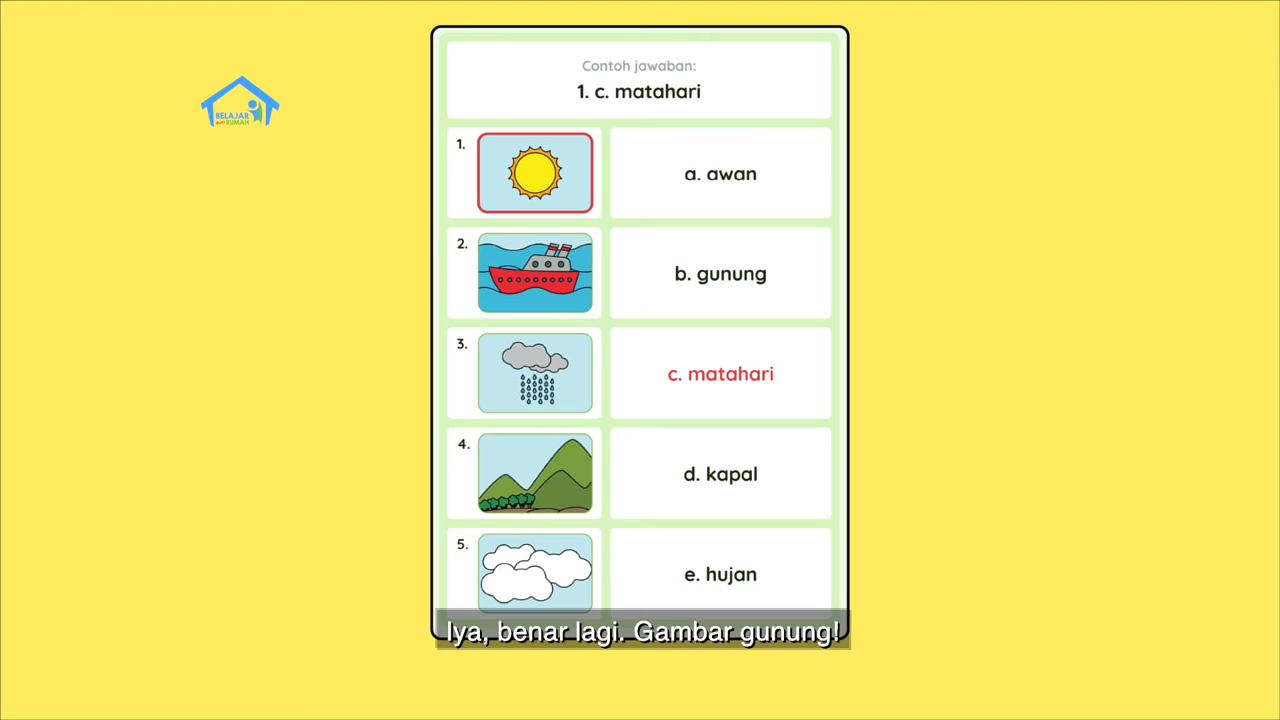 BELAJAR
dari RUMAH
Contoh jawaban:
1. c. matahari
1.
a. awan
2.
b. gunung
3.
c. matahari
4.
d. kapal
5.
e. hujan
Iya, benar lagi. Gambar gunung!